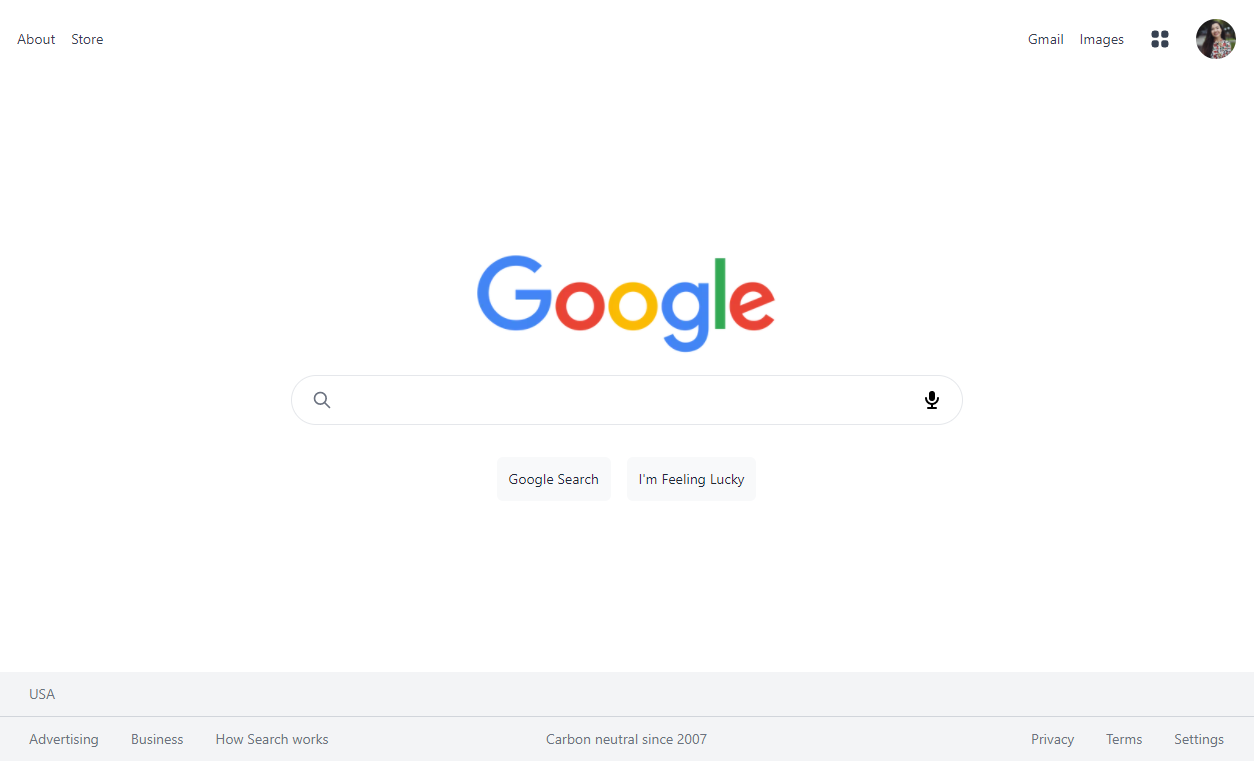 About Store Gmail Images
Google
Google Search I'm Feeling Lucky
USA
Advertising Business How Search works Carbon neutral since 2007 Privacy Terms Settings